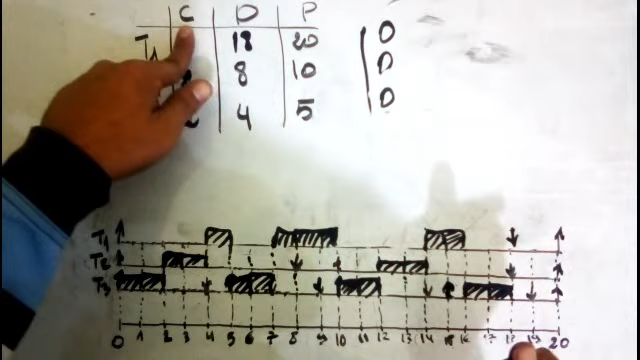 C D P
T1 18 20 0
8 10 0
4 5 0
T1
T2
T3
0 1 2 3 4 5 6 7 8 9 10 11 12 13 14 15 16 17 18 19 20